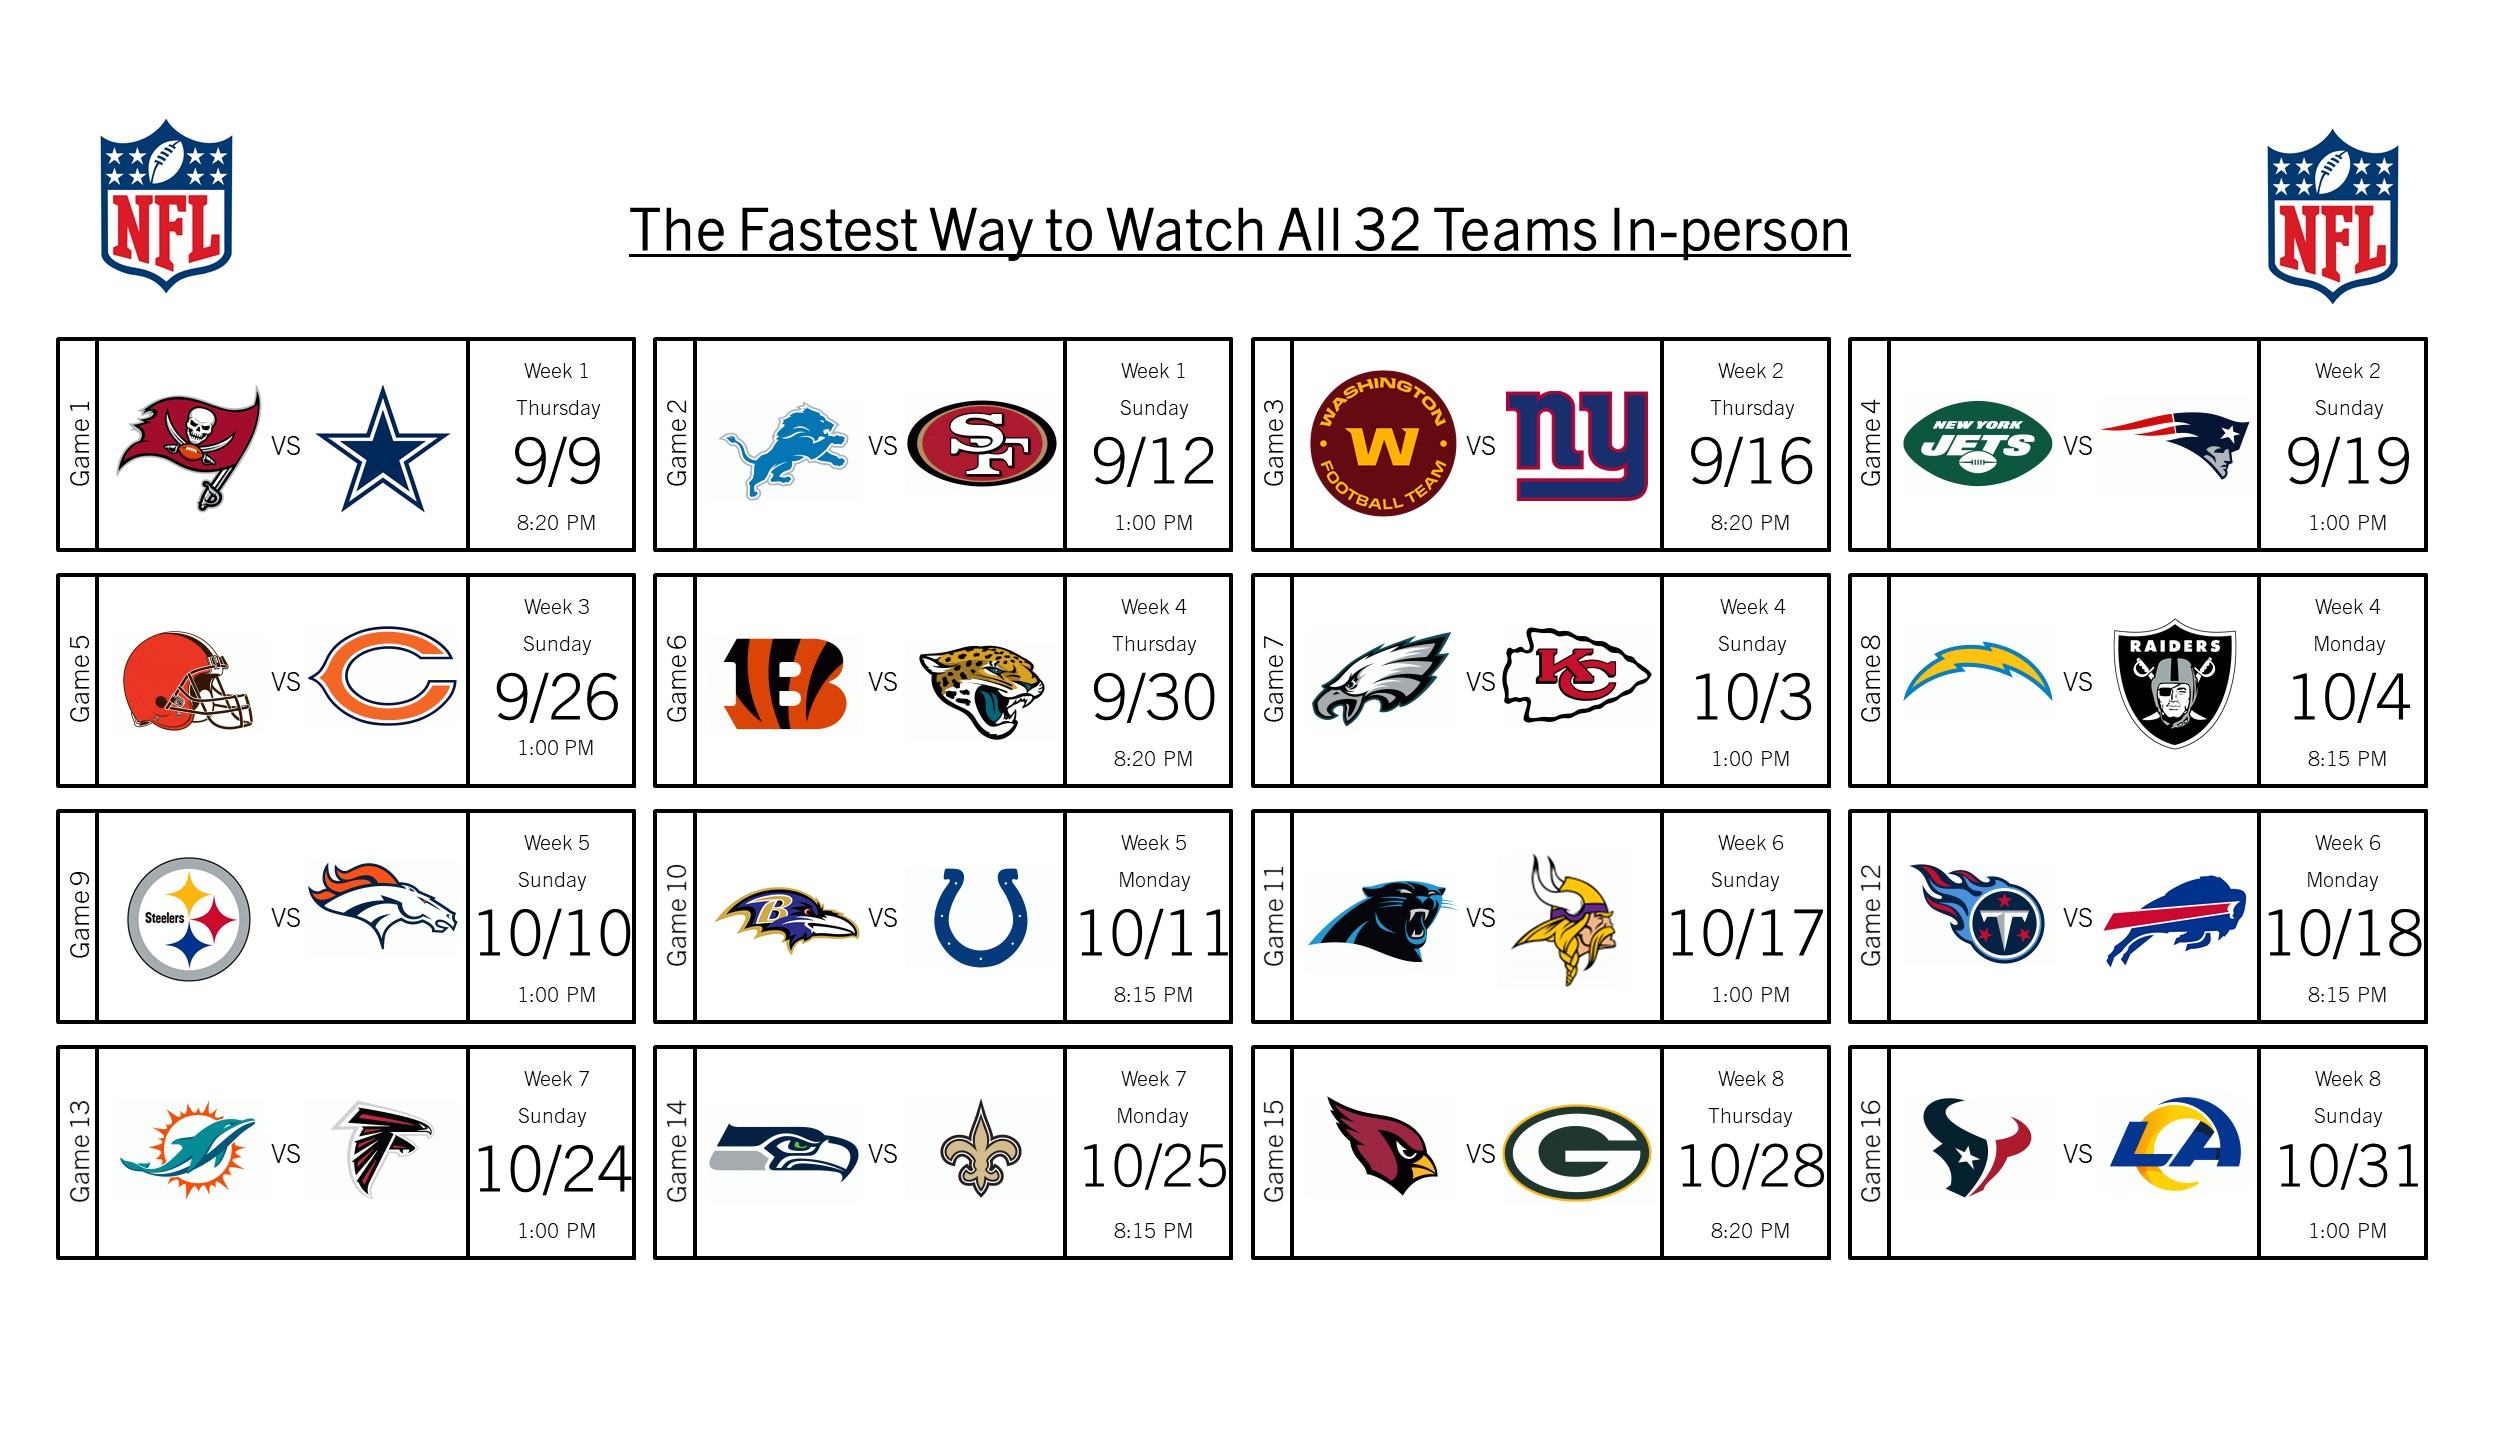 NFL
NFL
The Fastest Way to Watch All 32 Teams In-person
Game 1
VS
Week 1
Thursday
9/9
8:20 PM
Game 2
SF
VS
Week 1
Sunday
9/12
1:00 PM
Game 3
WASHINGTON
W
FOOTBALL TEAM
VS
ny
Week 2
Thursday
9/16
8:20 PM
Game 4
NEW YORK
JETS
VS
Week 2
Sunday
9/19
1:00 PM
Game 5
VS
C
Week 3
Sunday
9/26
1:00 PM
Game 6
B
VS
Week 4
Thursday
9/30
8:20 PM
Game 7
VS
KC
Week 4
Sunday
10/3
1:00 PM
Game 8
VS
RAIDERS
Week 4
Monday
10/4
8:15 PM
Game 9
Steelers
VS
Week 5
Sunday
10/10
1:00 PM
Game 10
B
VS
Week 5
Monday
10/11
8:15 PM
Game 11
VS
Week 6
Sunday
10/17
1:00 PM
Game 12
T
VS
Week 6
Monday
10/18
8:15 PM
Game 13
VS
Week 7
Sunday
10/24
1:00 PM
Game 14
VS
Week 7
Monday
10/25
8:15 PM
Game 15
VS
G
Week 8
Thursday
10/28
8:20 PM
Game 16
VS
LA
Week 8
Sunday
10/31
1:00 PM